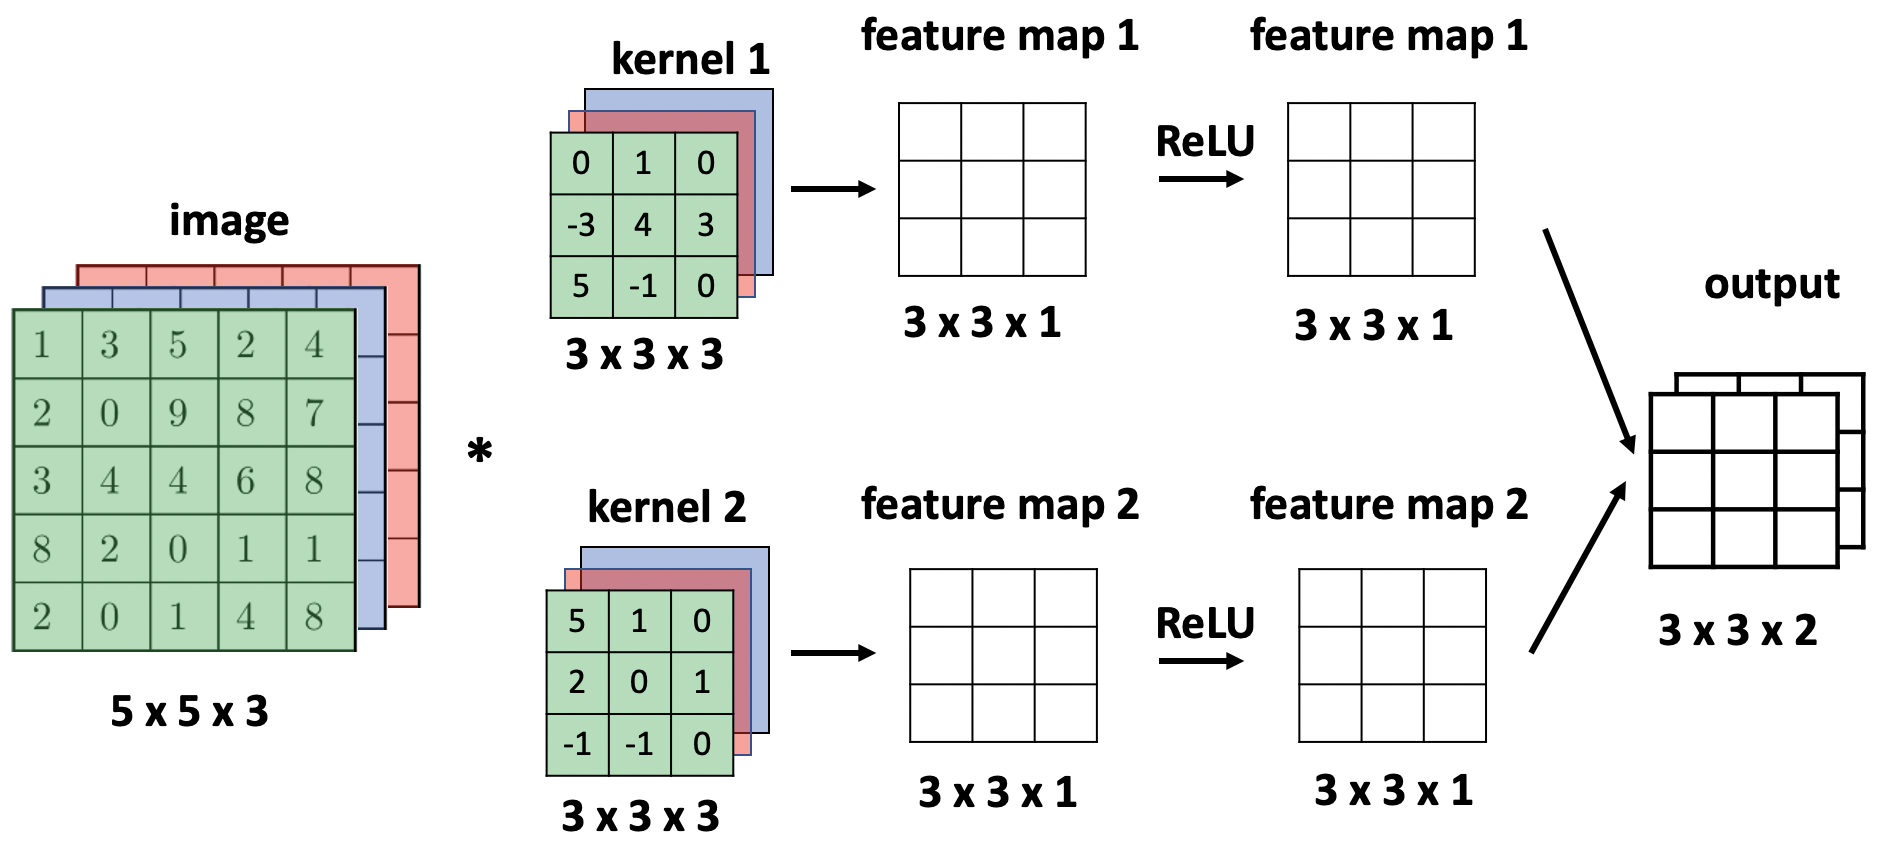 image
1 3 5 2 4
2 0 9 8 7
3 4 4 6 8
8 2 0 1 1
2 0 1 4 8
5 x 5 x 3
*
kernel 1
0 1 0
-3 4 3
5 -1 0
3 x 3 x 3
feature map 1
3 x 3 x 1
ReLU
feature map 1
3 x 3 x 1
kernel 2
5 1 0
2 0 1
-1 -1 0
3 x 3 x 3
feature map 2
3 x 3 x 1
ReLU
feature map 2
3 x 3 x 1
output
3 x 3 x 2